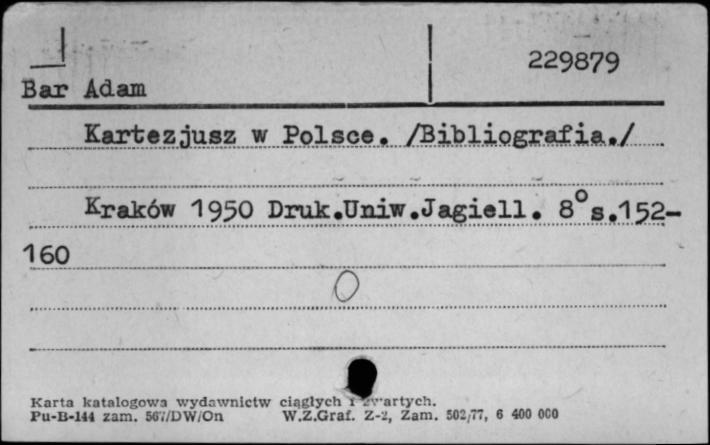 229879
Bar Adam
Kartezjusz w Polsce. /Bibliografia./
Kraków 1950 Druk.Uniw.Jagiell. 8° s.152-
160
Karta katalogowa wydawnictw ciągłych i zwartych.
Pu-B-144 zam. 567/DW/On W.Z.Graf. Z-2, Zam. 502/77, 6 400 000